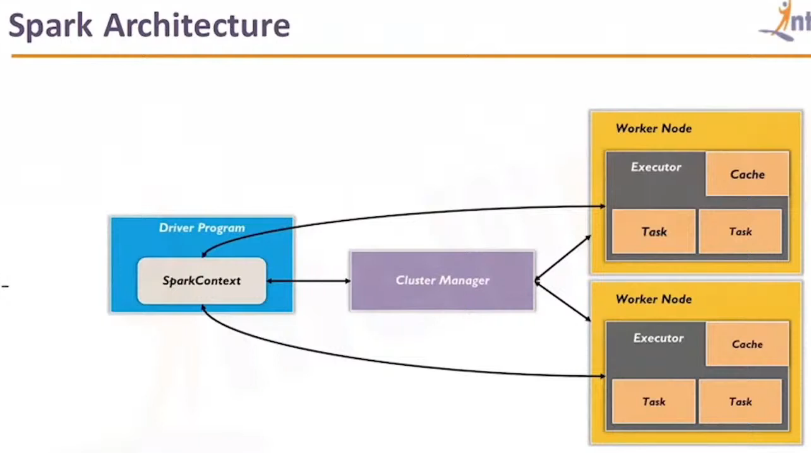 Spark Architecture
Driver Program
SparkContext
Cluster Manager
Worker Node
Executor
Cache
Task
Task
Worker Node
Executor
Cache
Task
Task